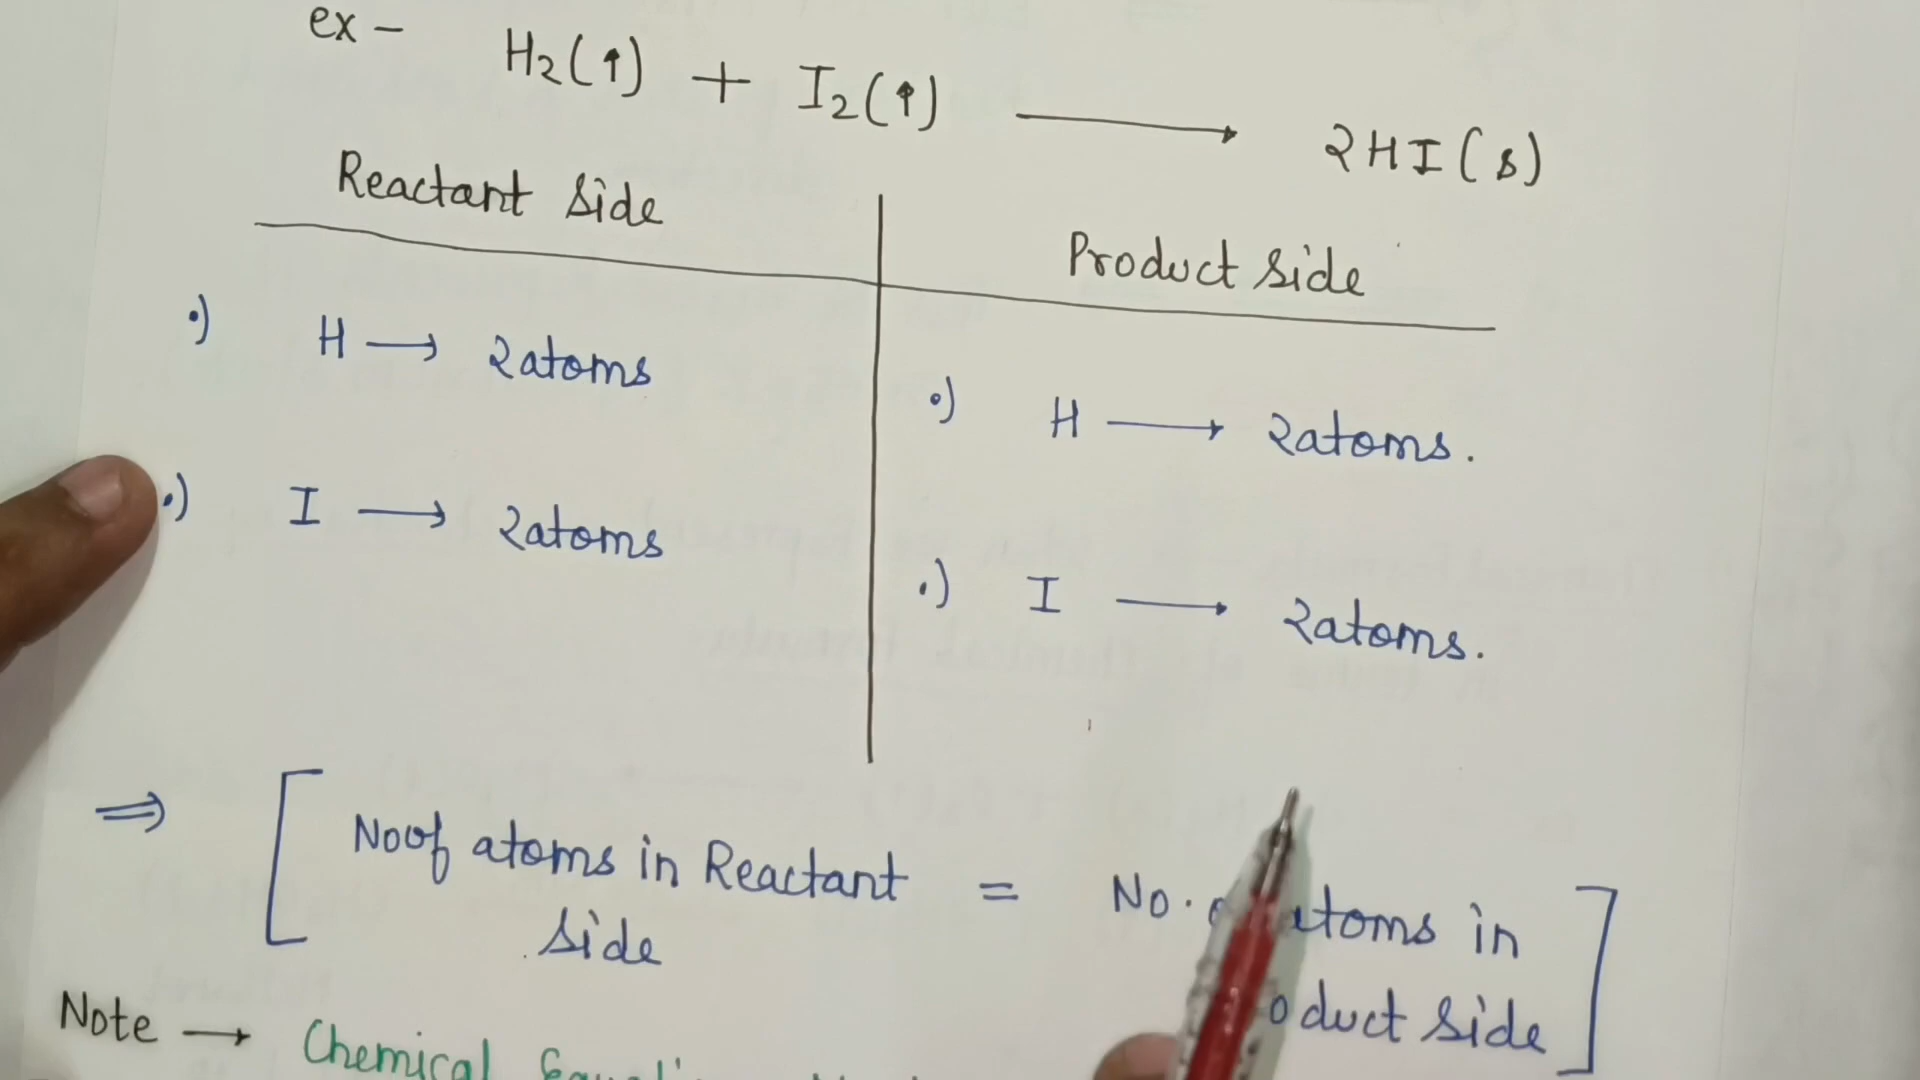 ex - H₂(↑) + I₂(↑) ⟶ 2HI(s)
Reactant side
Product side
•) H ⟶ 2atoms
•) H ⟶ 2atoms.
•) I ⟶ 2atoms
•) I ⟶ 2atoms.
⇒ [ No of atoms in Reactant = No. atoms in
side
side ]
Note → Chemical